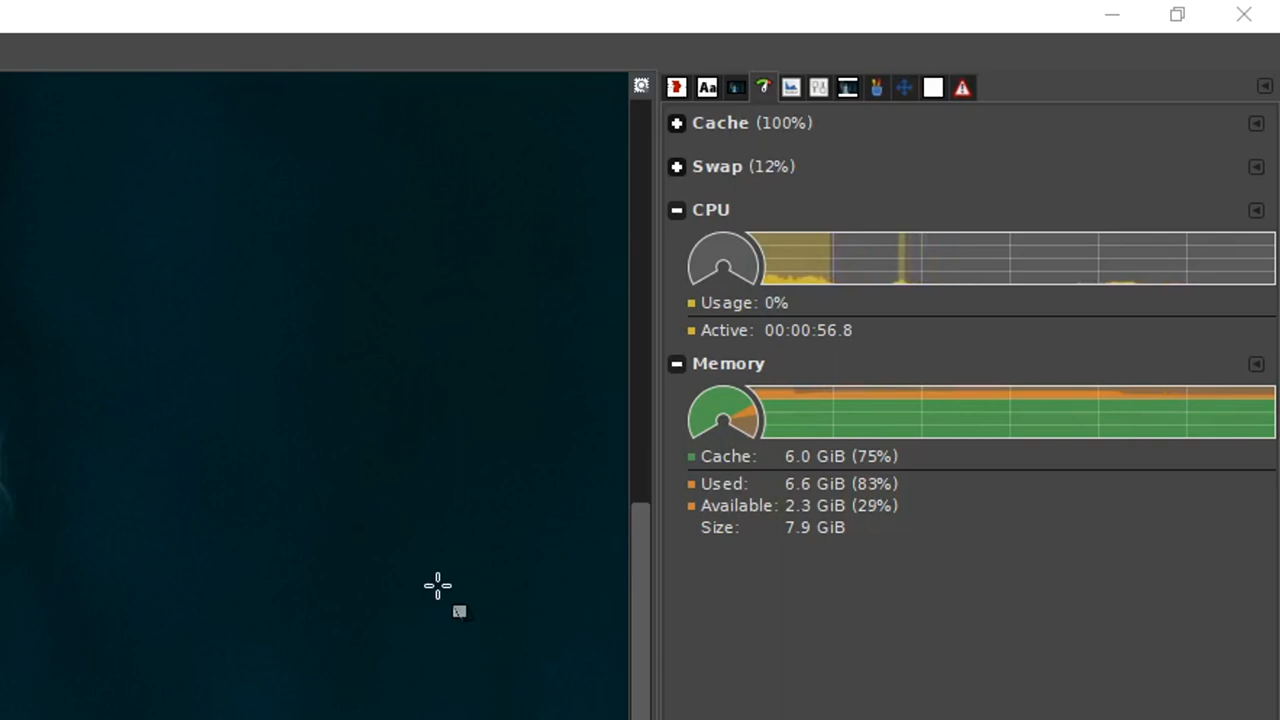 Aa
Cache (100%)
Swap (12%)
CPU
Usage: 0%
Active: 00:00:56.8
Memory
Cache: 6.0 GiB (75%)
Used: 6.6 GiB (83%)
Available: 2.3 GiB (29%)
Size: 7.9 GiB